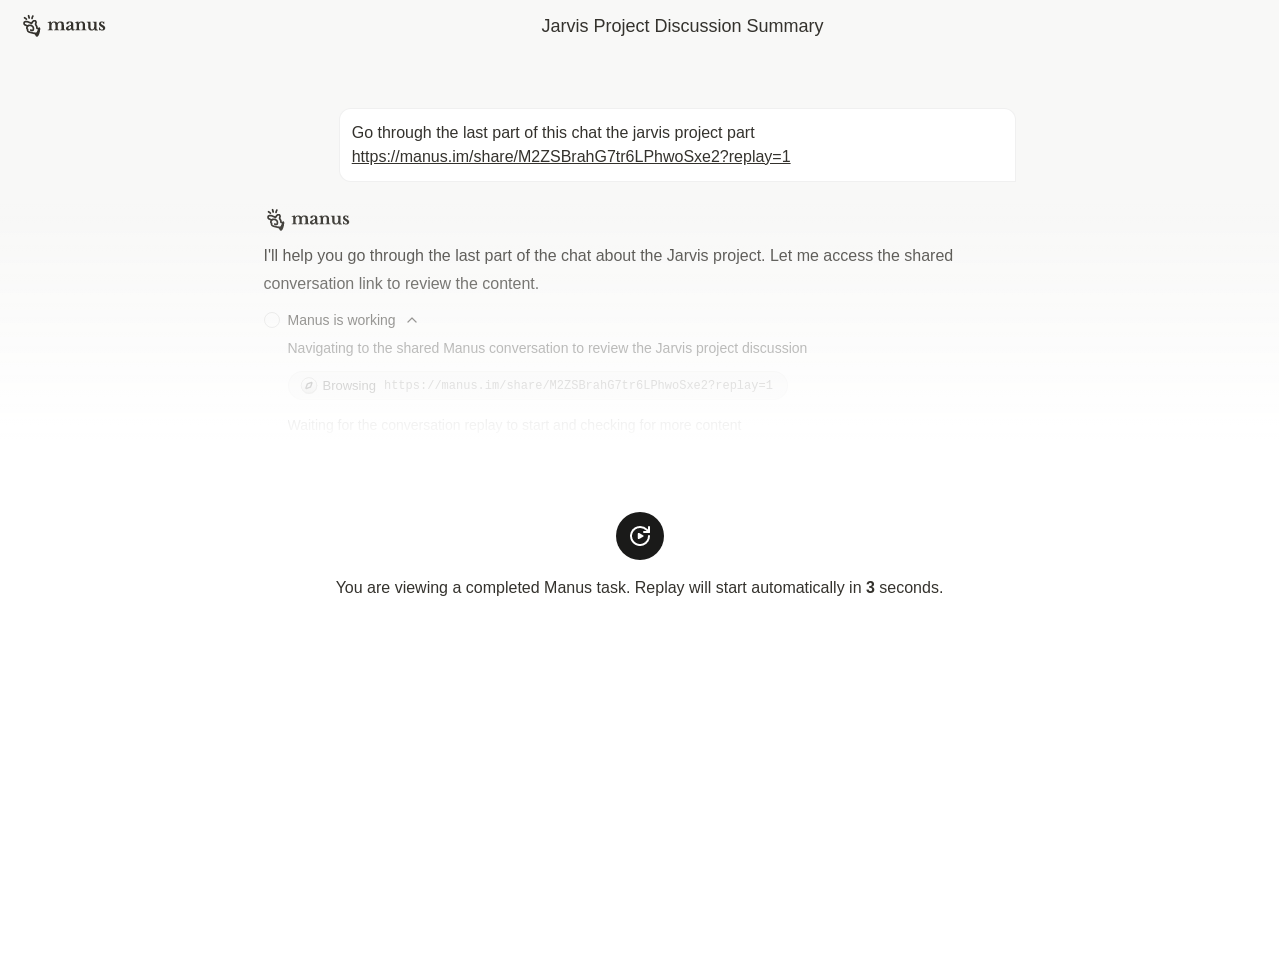 manus
Jarvis Project Discussion Summary
Go through the last part of this chat the jarvis project part
https://manus.im/share/M2ZSBrahG7tr6LPhwoSxe2?replay=1
manus
I'll help you go through the last part of the chat about the Jarvis project. Let me access the shared
conversation link to review the content.
Manus is working
Navigating to the shared Manus conversation to review the Jarvis project discussion
Browsing https://manus.im/share/M2ZSBrahG7tr6LPhwoSxe2?replay=1
Waiting for the conversation replay to start and checking for more content
You are viewing a completed Manus task. Replay will start automatically in 3 seconds.